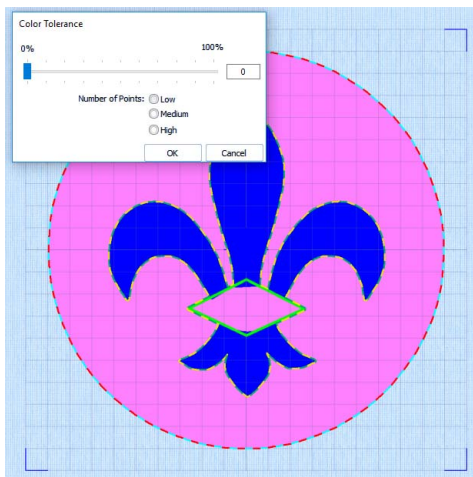 Color Tolerance
0% 100%
0
Number of Points: Low
Medium
High
OK Cancel